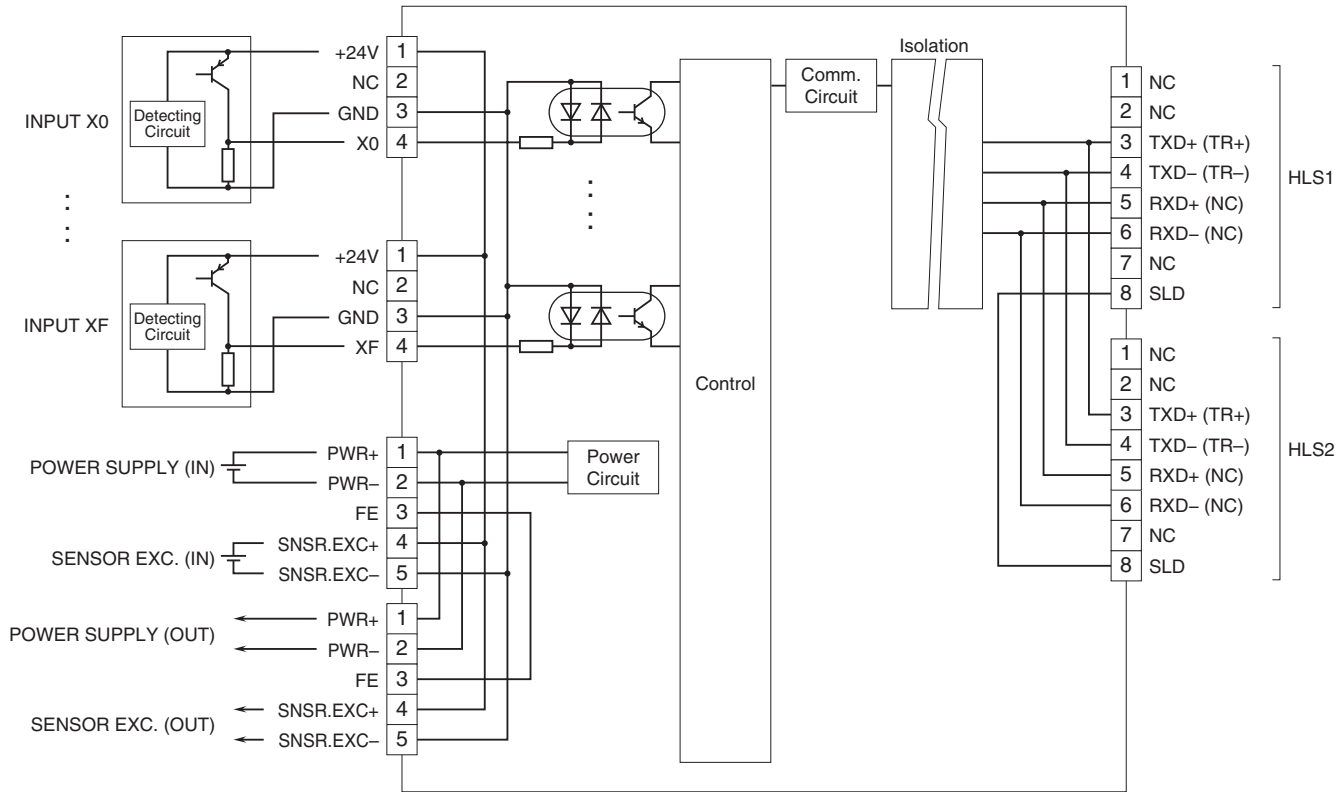 INPUT X0
Detecting
Circuit
+24V 1
NC 2
GND 3
X0 4
INPUT XF
Detecting
Circuit
+24V 1
NC 2
GND 3
XF 4
POWER SUPPLY (IN)
PWR+ 1
PWR– 2
FE 3
SENSOR EXC. (IN)
SNSR.EXC+ 4
SNSR.EXC– 5
POWER SUPPLY (OUT)
PWR+ 1
PWR– 2
FE 3
SENSOR EXC. (OUT)
SNSR.EXC+ 4
SNSR.EXC– 5
Power
Circuit
Control
Comm.
Circuit
Isolation
1 NC
2 NC
3 TXD+ (TR+)
4 TXD– (TR–)
5 RXD+ (NC)
6 RXD– (NC)
7 NC
8 SLD
HLS1
1 NC
2 NC
3 TXD+ (TR+)
4 TXD– (TR–)
5 RXD+ (NC)
6 RXD– (NC)
7 NC
8 SLD
HLS2